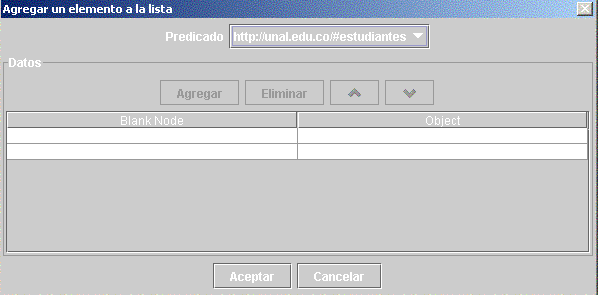 Agregar un elemento a la lista
Predicado http://unal.edu.co/#estudiantes
Datos
Agregar Eliminar
Blank Node Object
Aceptar Cancelar